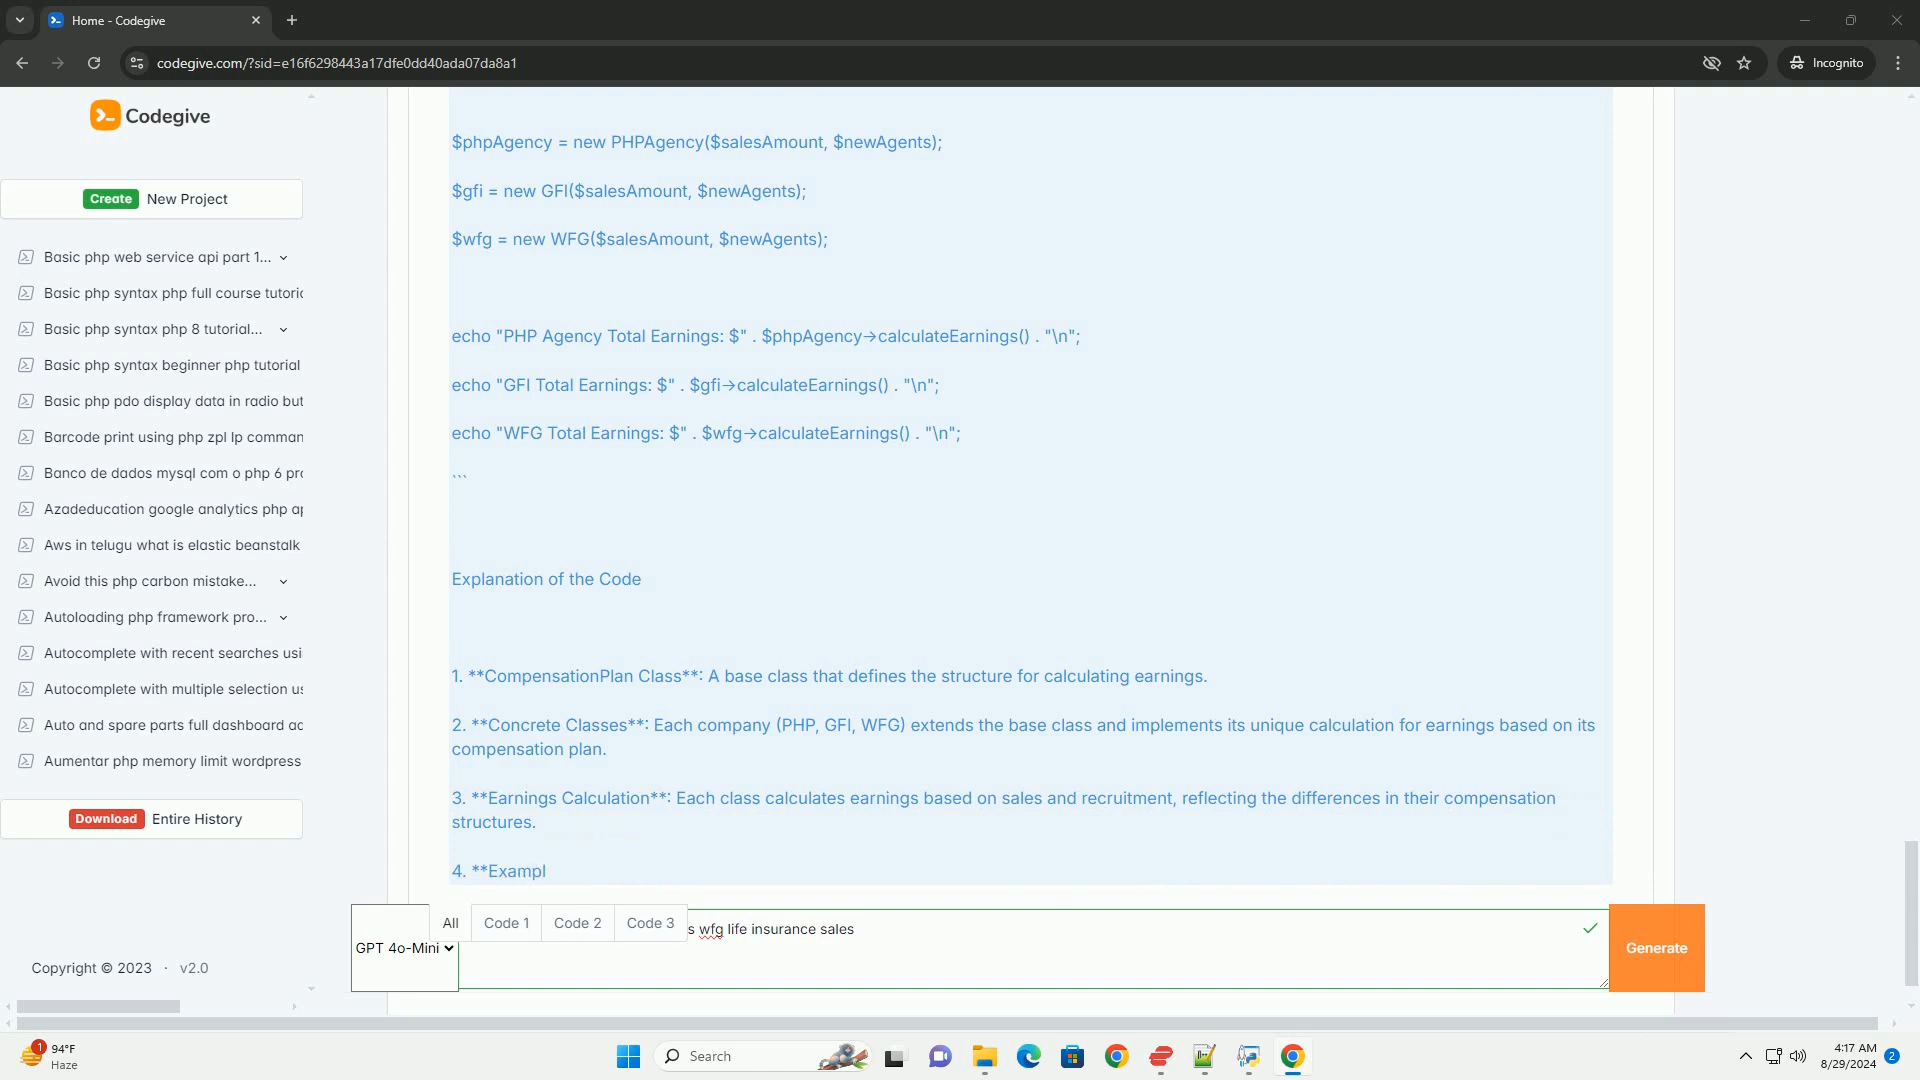 Home - Codegive
codegive.com/?sid=e16f6298443a17dfe0dd40ada07da8a1
Incognito
Codegive
Create New Project
Basic php web service api part 1...
Basic php syntax php full course tutoric
Basic php syntax php 8 tutorial...
Basic php syntax beginner php tutorial
Basic php pdo display data in radio but
Barcode print using php zpl lp comman
Banco de dados mysql com o php 6 pro
Azadeducation google analytics php ap
Aws in telugu what is elastic beanstalk
Avoid this php carbon mistake...
Autoloading php framework pro...
Autocomplete with recent searches usi
Autocomplete with multiple selection us
Auto and spare parts full dashboard ad
Aumentar php memory limit wordpress
Download Entire History
Copyright © 2023 · v2.0
$phpAgency = new PHPAgency($salesAmount, $newAgents);
$gfi = new GFI($salesAmount, $newAgents);
$wfg = new WFG($salesAmount, $newAgents);
echo "PHP Agency Total Earnings: $" . $phpAgency->calculateEarnings() . "\n";
echo "GFI Total Earnings: $" . $gfi->calculateEarnings() . "\n";
echo "WFG Total Earnings: $" . $wfg->calculateEarnings() . "\n";
```
Explanation of the Code
1. **CompensationPlan Class**: A base class that defines the structure for calculating earnings.
2. **Concrete Classes**: Each company (PHP, GFI, WFG) extends the base class and implements its unique calculation for earnings based on its
compensation plan.
3. **Earnings Calculation**: Each class calculates earnings based on sales and recruitment, reflecting the differences in their compensation
structures.
4. **Exampl
All Code 1 Code 2 Code 3
s wfg life insurance sales
GPT 4o-Mini
Generate
1
94°F
Haze
Search
4:17 AM
8/29/2024
2